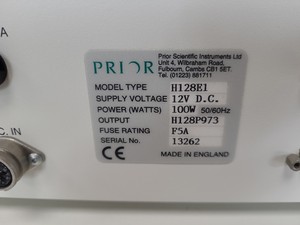 A
PRIOR
Prior Scientific Instruments Ltd
Unit 4, Wilbraham Road,
Fulbourn, Cambs CB1 5ET.
Tel. (01223) 881711
MODEL TYPE H128E1
SUPPLY VOLTAGE 12V D.C.
POWER (WATTS) 100W 50/60Hz
OUTPUT H128P973
FUSE RATING F5A
SERIAL No. 13262
CE MADE IN ENGLAND
C. IN